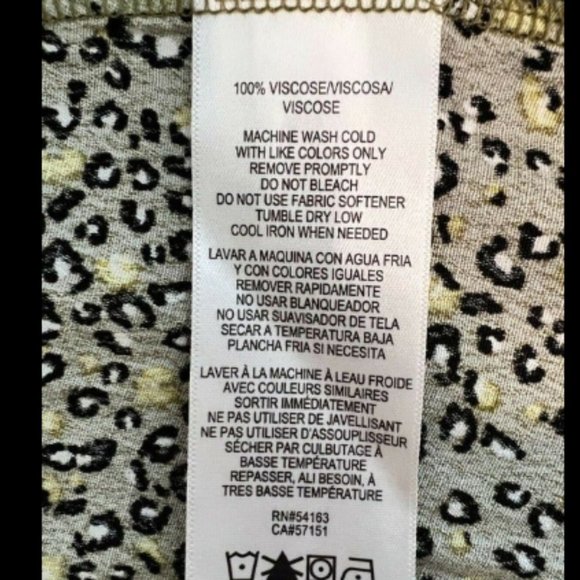 100% VISCOSE/VISCOSA/
VISCOSE
MACHINE WASH COLD
WITH LIKE COLORS ONLY
REMOVE PROMPTLY
DO NOT BLEACH
DO NOT USE FABRIC SOFTENER
TUMBLE DRY LOW
COOL IRON WHEN NEEDED
LAVAR A MAQUINA CON AGUA FRIA
Y CON COLORES IGUALES
REMOVER RAPIDAMENTE
NO USAR BLANQUEADOR
NO USAR SUAVISADOR DE TELA
SECAR A TEMPERATURA BAJA
PLANCHA FRIA SI NECESITA
LAVER À LA MACHINE À LEAU FROIDE
AVEC COULEURS SIMILAIRES
SORTIR IMMÉDIATEMENT
NE PAS UTILISER DE JAVELLISANT
NE PAS UTILISER D'ASSOUPLISSEUR
SÉCHER PAR CULBUTAGE À
BASSE TEMPÉRATURE
REPASSER, ALI BESOIN, À
TRES BASSE TEMPÉRATURE
RN#54163
CA#57151